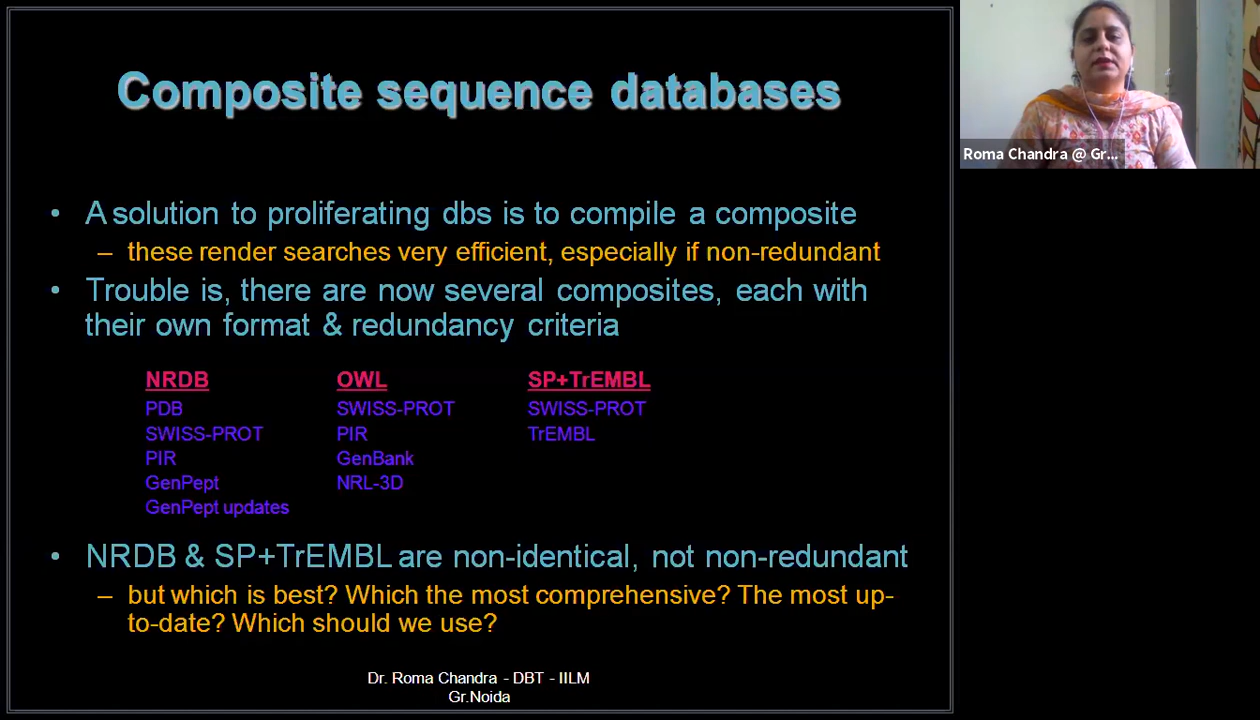 Composite sequence databases
• A solution to proliferating dbs is to compile a composite
– these render searches very efficient, especially if non-redundant
• Trouble is, there are now several composites, each with
their own format & redundancy criteria
NRDB OWL SP+TrEMBL
PDB SWISS-PROT SWISS-PROT
SWISS-PROT PIR TrEMBL
PIR GenBank
GenPept NRL-3D
GenPept updates
• NRDB & SP+TrEMBL are non-identical, not non-redundant
– but which is best? Which the most comprehensive? The most up-
to-date? Which should we use?
Dr. Roma Chandra - DBT - IILM
Gr.Noida
Roma Chandra @ Gr...